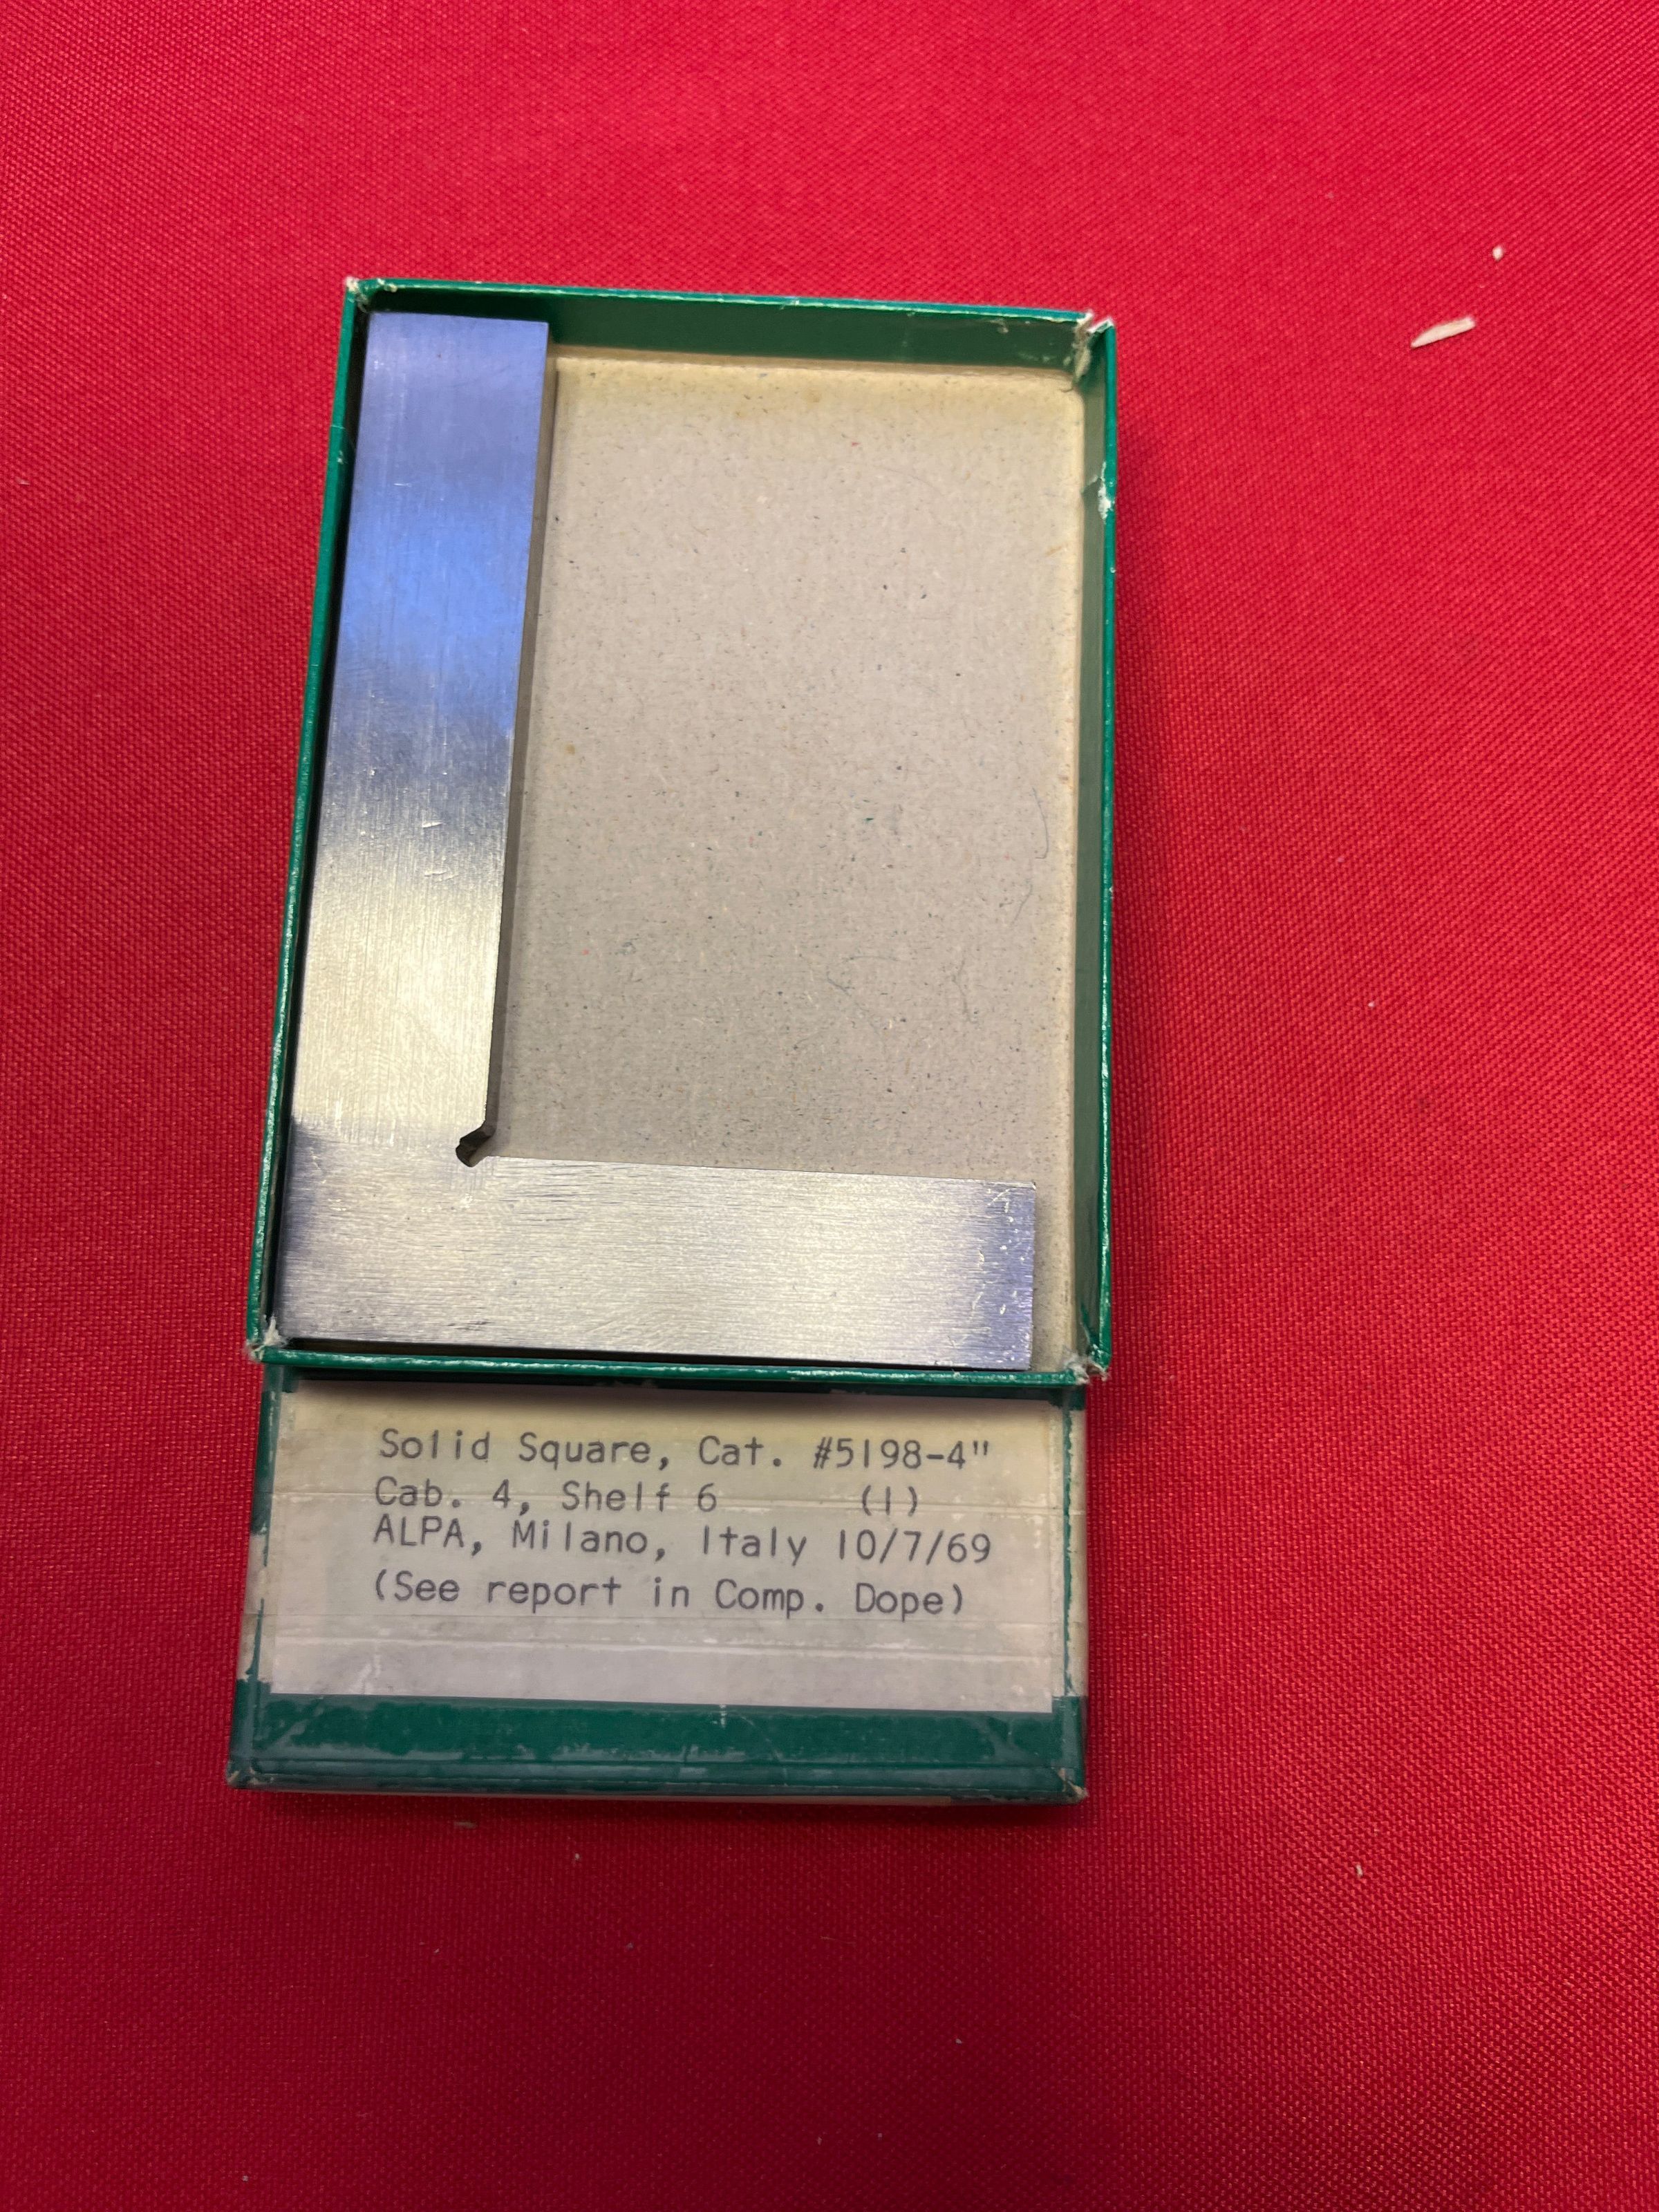 Solid Square, Cat. #5198-4"
Cab. 4, Shelf 6 (1)
ALPA, Milano, Italy 10/7/69
(See report in Comp. Dope)